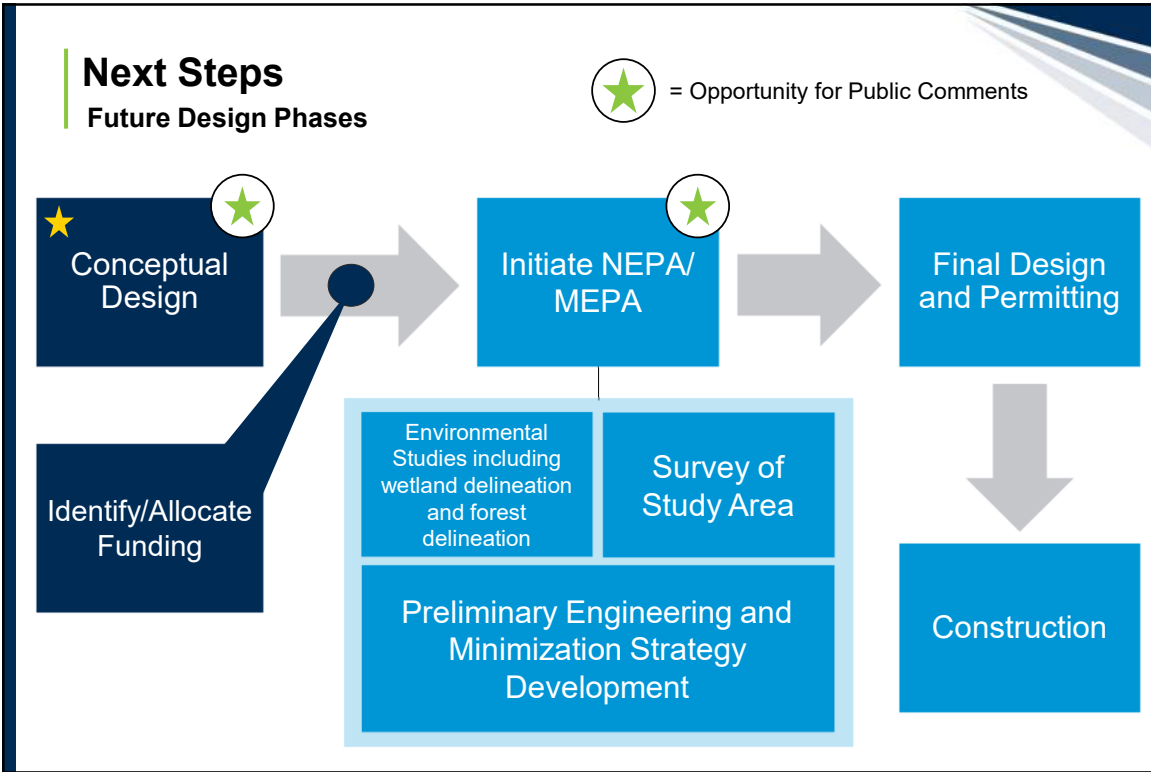 Next Steps
Future Design Phases
= Opportunity for Public Comments
Conceptual
Design
Initiate NEPA/
MEPA
Final Design
and Permitting
Identify/Allocate
Funding
Environmental
Studies including
wetland delineation
and forest
delineation
Survey of
Study Area
Preliminary Engineering and
Minimization Strategy
Development
Construction